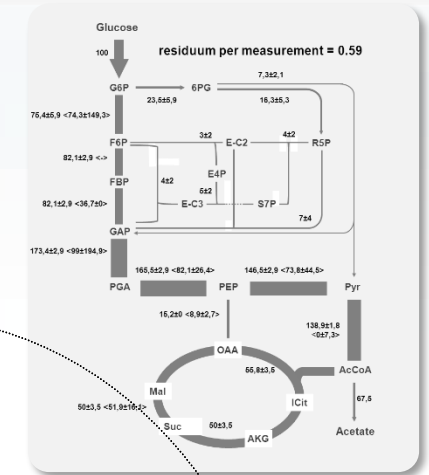 Glucose
100
residuum per measurement = 0.59
7,3±2,1
G6P
6PG
23,5±5,9
16,3±5,3
75,4±5,9 <74,3±149,3>
3±2
4±2
F6P
E-C2
R5P
82,1±2,9 <->
E4P
4±2
FBP
5±2
82,1±2,9 <36,7±0>
E-C3
S7P
7±4
GAP
173,4±2,9 <99±194,9>
165,5±2,9 <82,1±26,4>
146,5±2,9 <73,8±44,5>
PGA
PEP
Pyr
15,2±0 <8,9±2,7>
138,9±1,8
<0±7,3>
OAA
55,8±3,5
AcCoA
Mal
ICit
67,5
50±3,5
Suc
50±3,5
AKG
Acetate